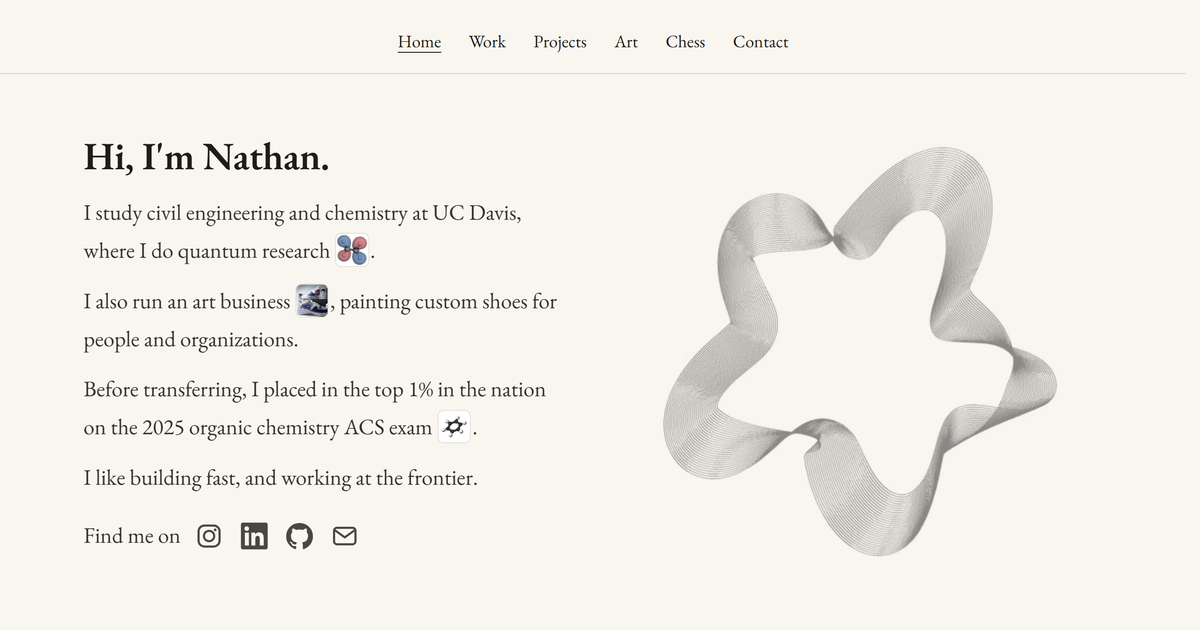 Home Work Projects Art Chess Contact
Hi, I'm Nathan.
I study civil engineering and chemistry at UC Davis,
where I do quantum research .
I also run an art business , painting custom shoes for
people and organizations.
Before transferring, I placed in the top 1% in the nation
on the 2025 organic chemistry ACS exam .
I like building fast, and working at the frontier.
Find me on